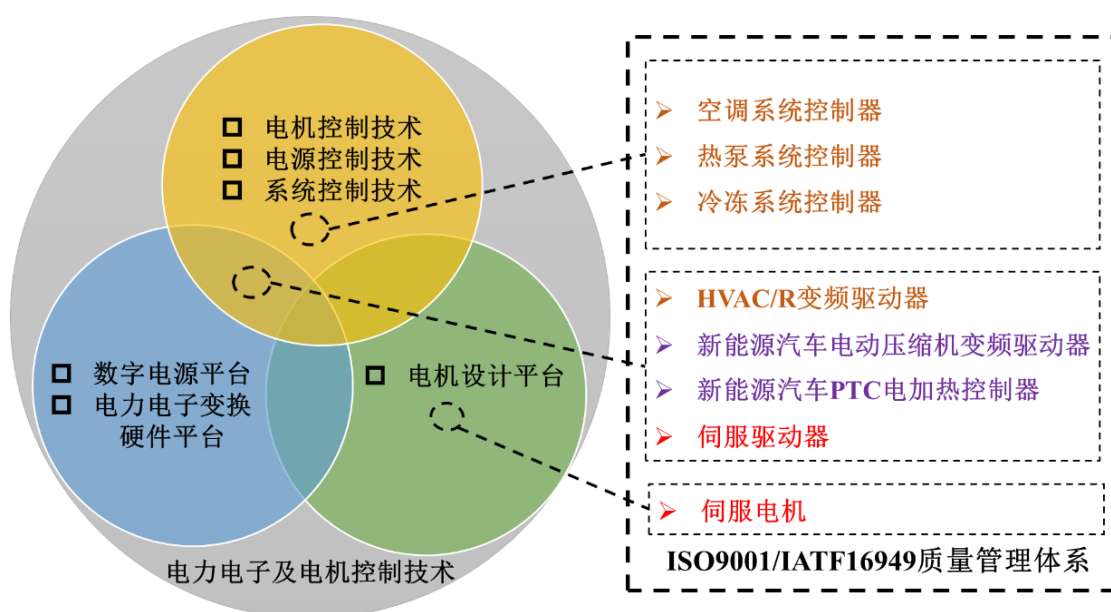 电机控制技术
电源控制技术
系统控制技术
数字电源平台
电力电子变换
硬件平台
电机设计平台
电力电子及电机控制技术
空调系统控制器
热泵系统控制器
冷冻系统控制器
HVAC/R变频驱动器
新能源汽车电动压缩机变频驱动器
新能源汽车PTC电加热控制器
伺服驱动器
伺服电机
ISO9001/IATF16949质量管理体系